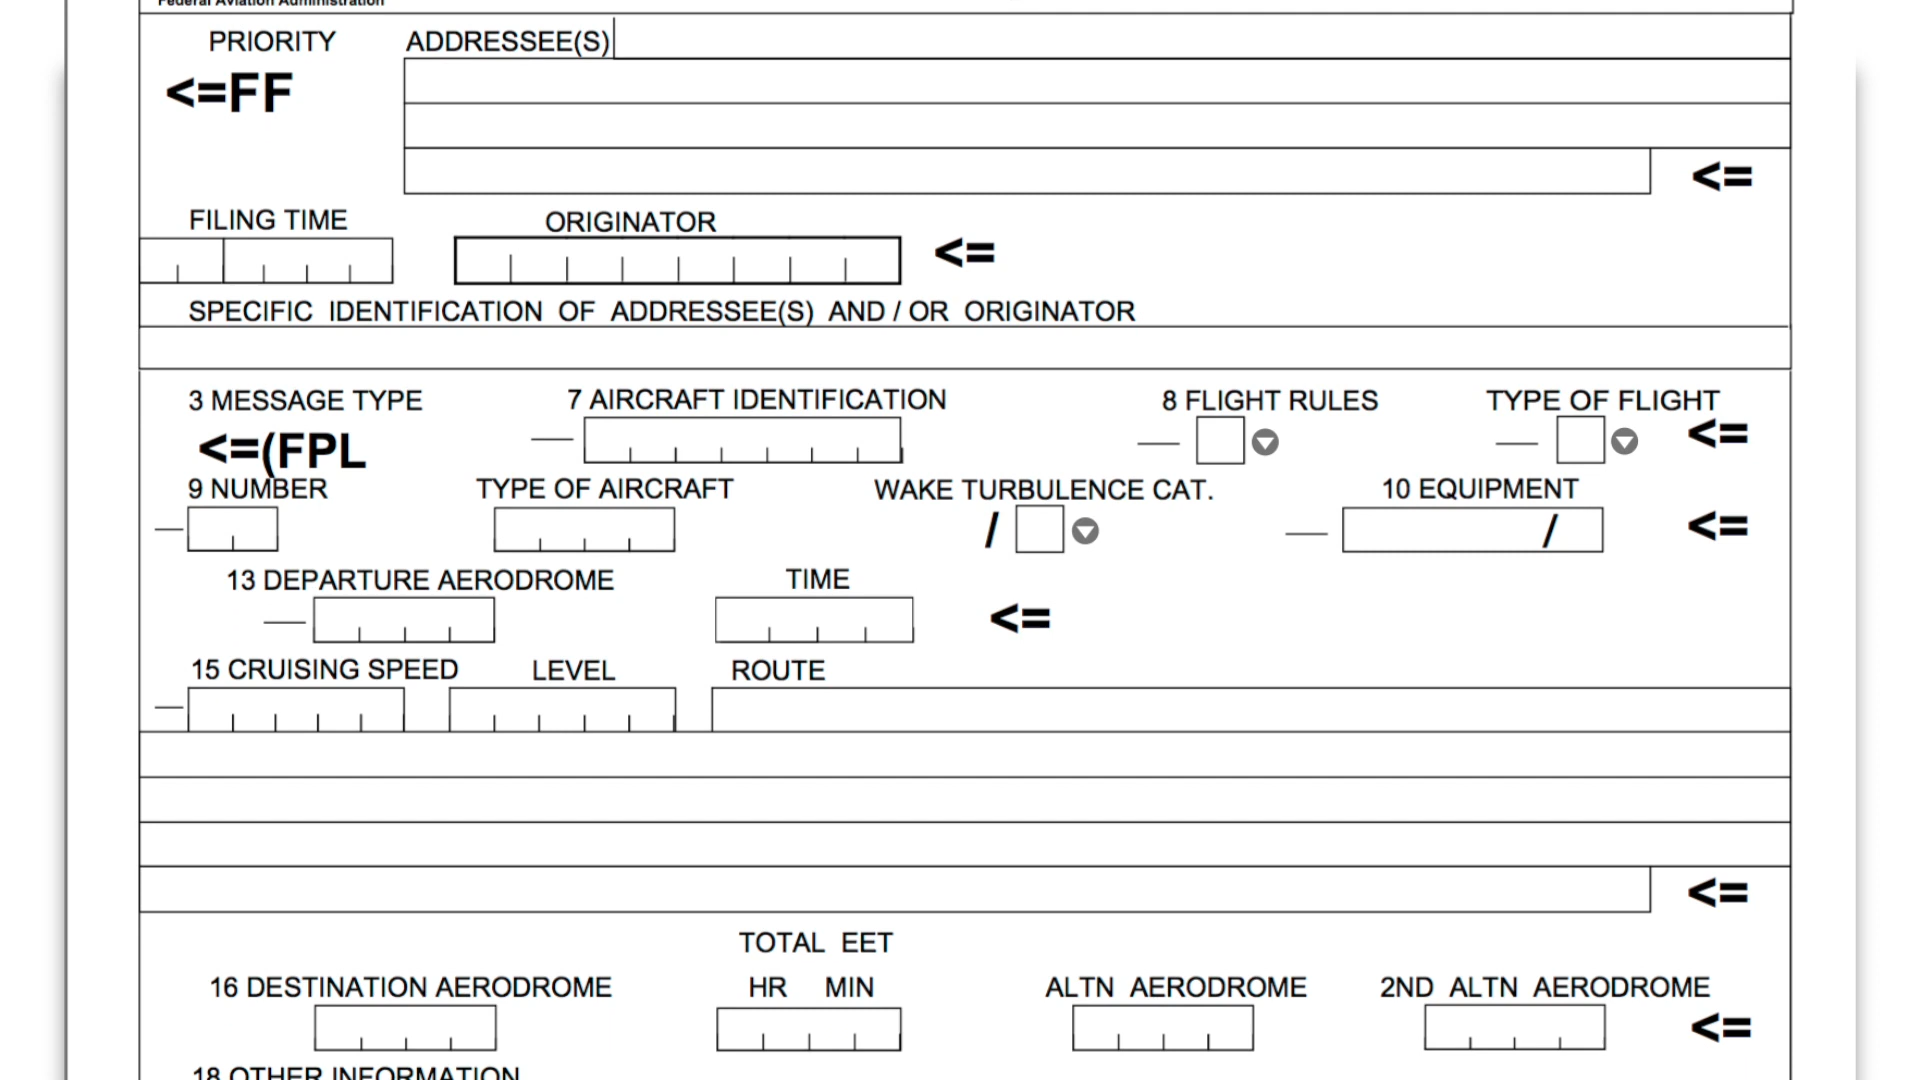 Federal Aviation Administration
PRIORITY ADDRESSEE(S)
<=FF
<=
FILING TIME ORIGINATOR
<=
SPECIFIC IDENTIFICATION OF ADDRESSEE(S) AND / OR ORIGINATOR
3 MESSAGE TYPE 7 AIRCRAFT IDENTIFICATION 8 FLIGHT RULES TYPE OF FLIGHT
<=(FPL — — — <=
9 NUMBER TYPE OF AIRCRAFT WAKE TURBULENCE CAT. 10 EQUIPMENT
— / — / <=
13 DEPARTURE AERODROME TIME
— <=
15 CRUISING SPEED LEVEL ROUTE
—
<=
TOTAL EET
16 DESTINATION AERODROME HR MIN ALTN AERODROME 2ND ALTN AERODROME
<=
18 OTHER INFORMATION